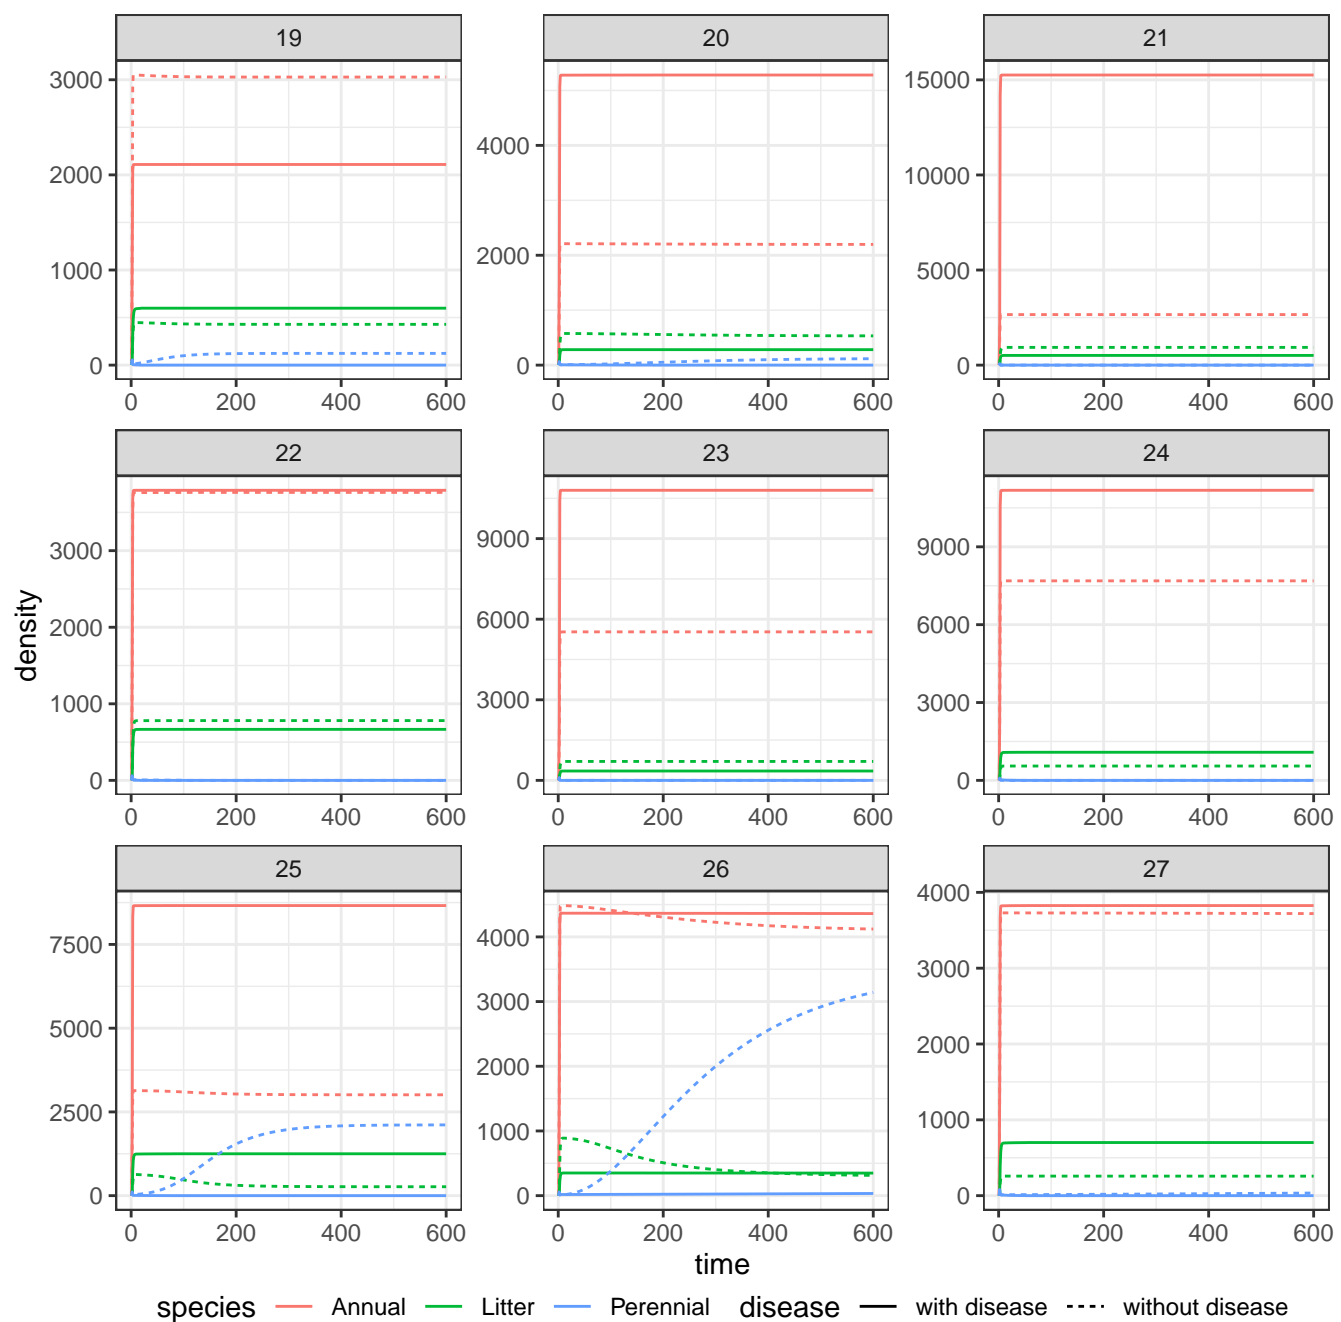 19 20 21
3000 2000 1000 0
4000 2000 0
15000 10000 5000 0
0 200 400 600 0 200 400 600 0 200 400 600
22 23 24
3000 2000 1000 0
9000 6000 3000 0
9000 6000 3000 0
0 200 400 600 0 200 400 600 0 200 400 600
25 26 27
7500 5000 2500 0
4000 3000 2000 1000 0
4000 3000 2000 1000 0
0 200 400 600 0 200 400 600 0 200 400 600
density
time
species Annual Litter Perennial disease with disease without disease